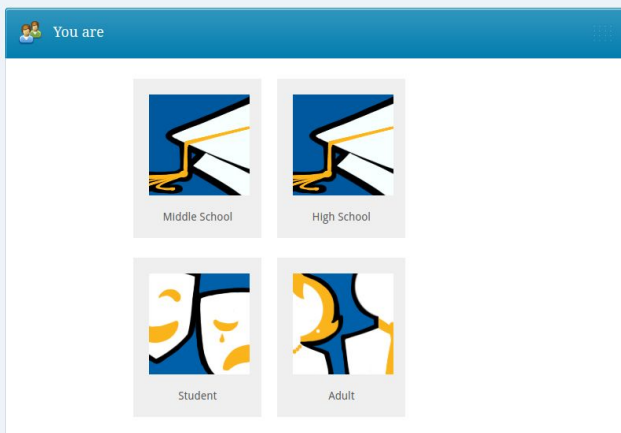 You are
Middle School
High School
Student
Adult